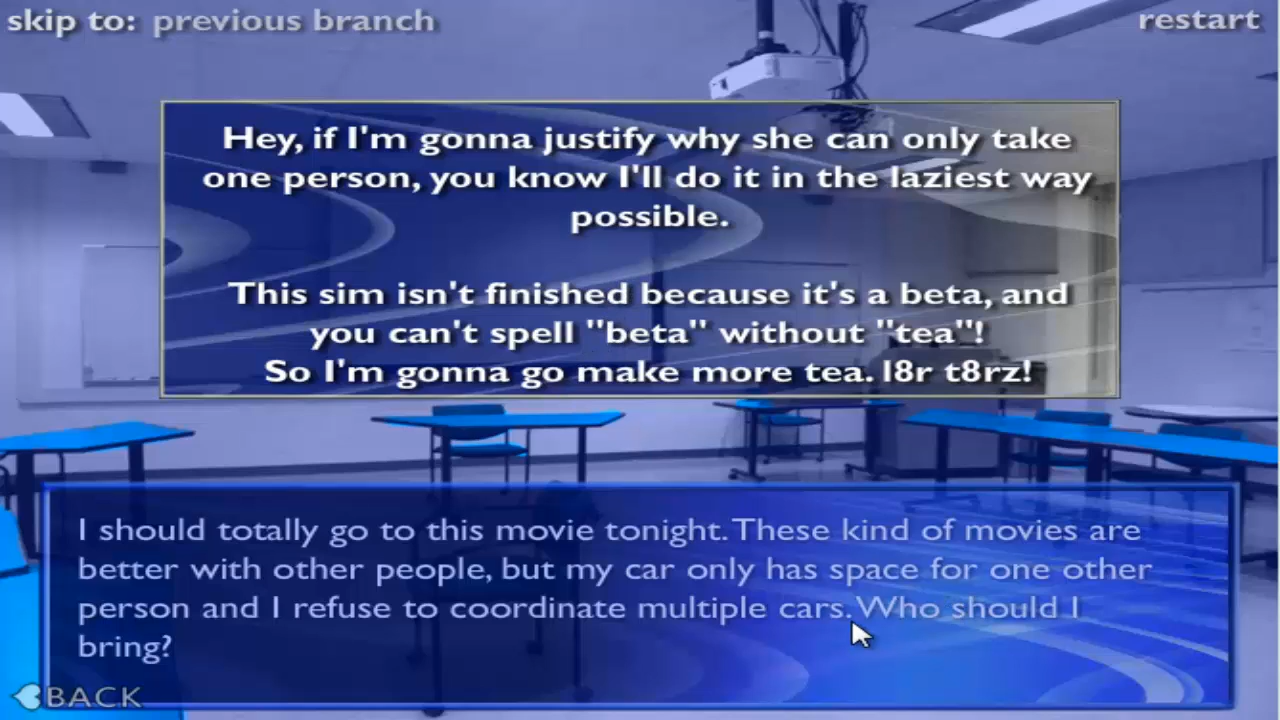 skip to: previous branch
restart
Hey, if I'm gonna justify why she can only take
one person, you know I'll do it in the laziest way
possible.
This sim isn't finished because it's a beta, and
you can't spell "beta" without "tea"!
So I'm gonna go make more tea. l8r t8rz!
I should totally go to this movie tonight. These kind of movies are
better with other people, but my car only has space for one other
person and I refuse to coordinate multiple cars. Who should I
bring?
BACK